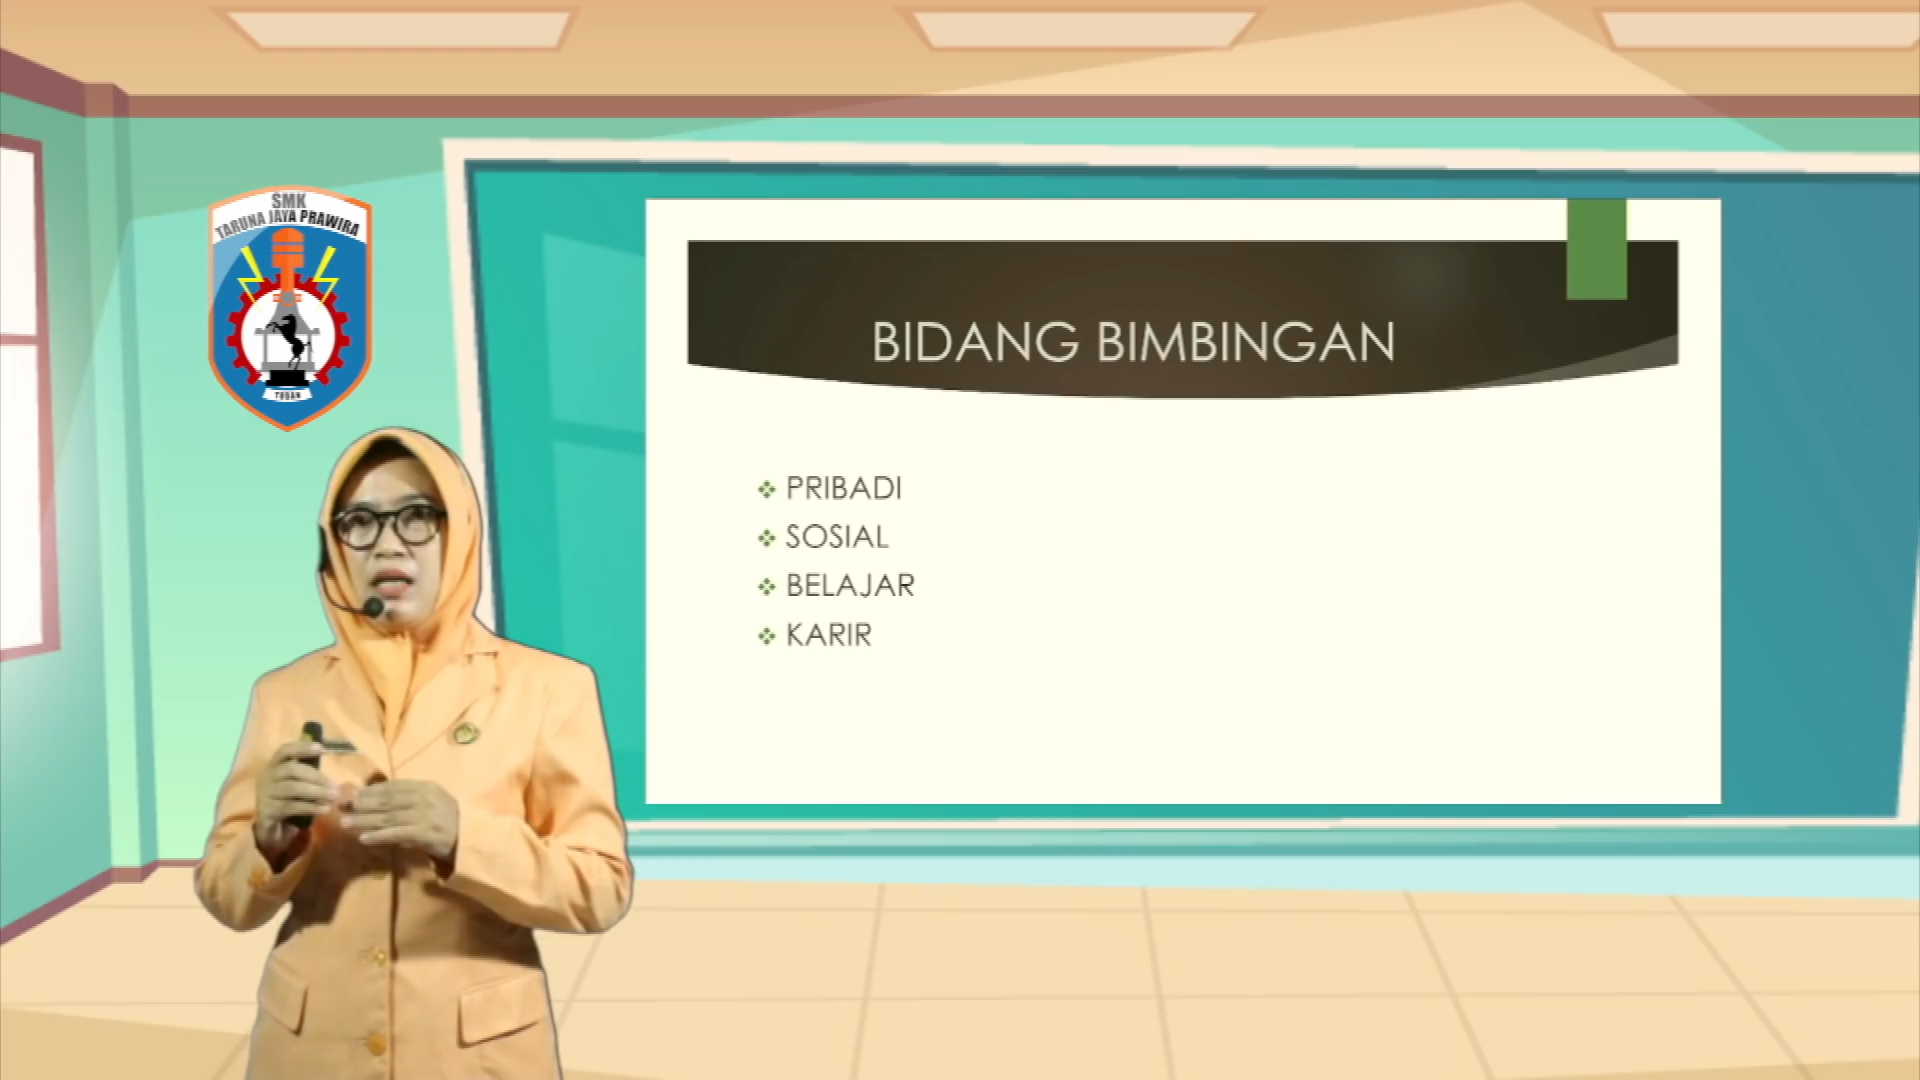 SMK
TARUNA JAYA PRAWIRA
TUBAN
BIDANG BIMBINGAN
PRIBADI
SOSIAL
BELAJAR
KARIR